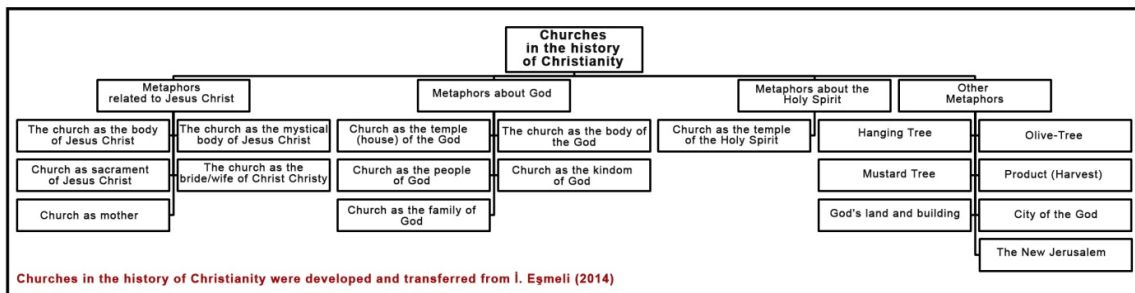 Churches
in the history
of Christianity
Metaphors
related to Jesus Christ
Metaphors about God
Metaphors about the
Holy Spirit
Other
Metaphors
The church as the body
of Jesus Christ
The church as the mystical
body of Jesus Christ
Church as the temple
(house) of the God
The church as the body of
the God
Church as the temple
of the Holy Spirit
Hanging Tree
Olive-Tree
Church as sacrament
of Jesus Christ
The church as the
bride/wife of Christ Christy
Church as the people
of God
Church as the kindom
of God
Mustard Tree
Product (Harvest)
Church as mother
Church as the family of
God
God's land and building
City of the God
The New Jerusalem
Churches in the history of Christianity were developed and transferred from İ. Eşmeli (2014)